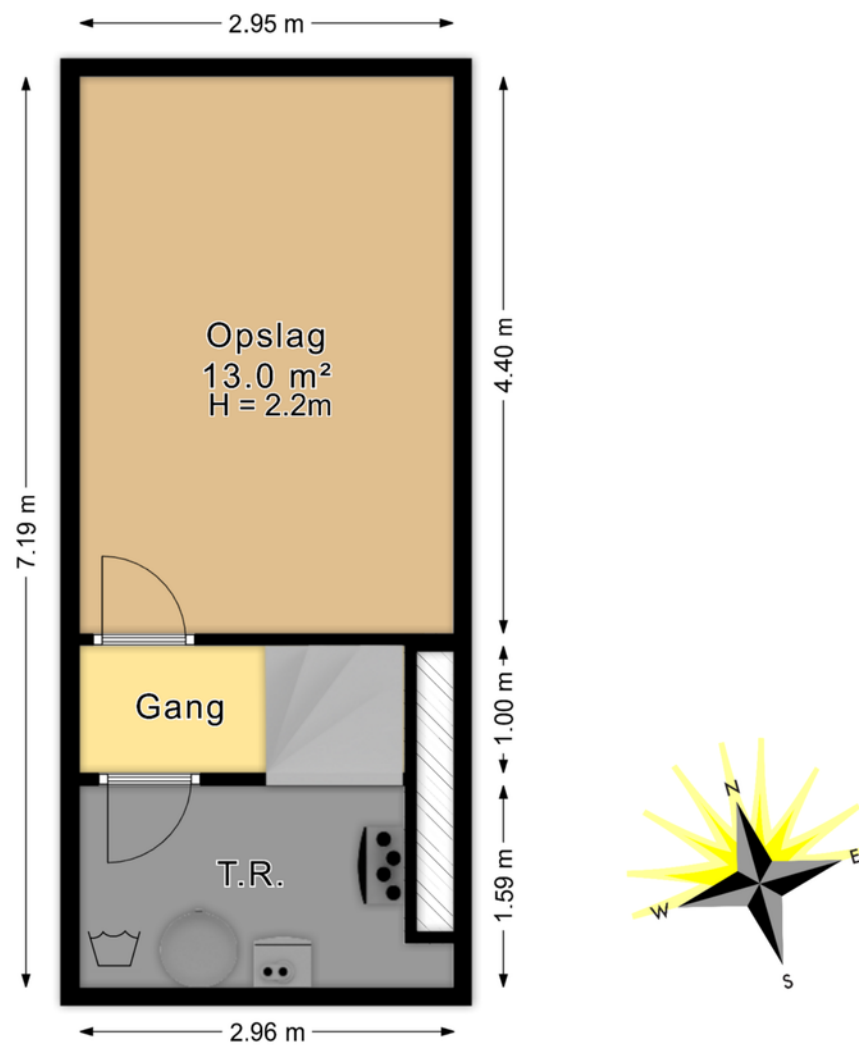 2.95 m
7.19 m
4.40 m
Opslag
13.0 m²
H = 2.2m
1.00 m
Gang
1.59 m
T.R.
2.96 m
N
E
W
S